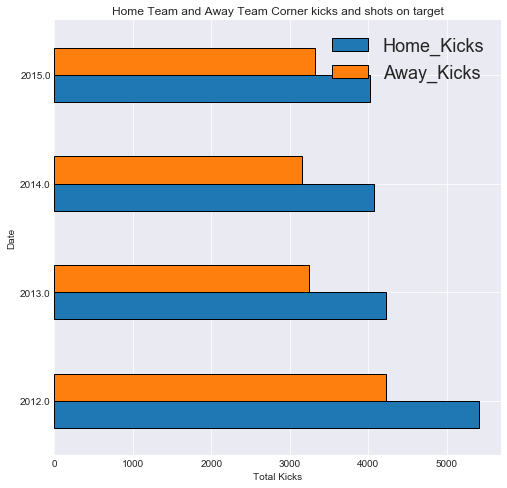 Home Team and Away Team Corner kicks and shots on target
Home_Kicks
Away_Kicks
2015.0
2014.0
Date
2013.0
2012.0
0 1000 2000 3000 4000 5000
Total Kicks